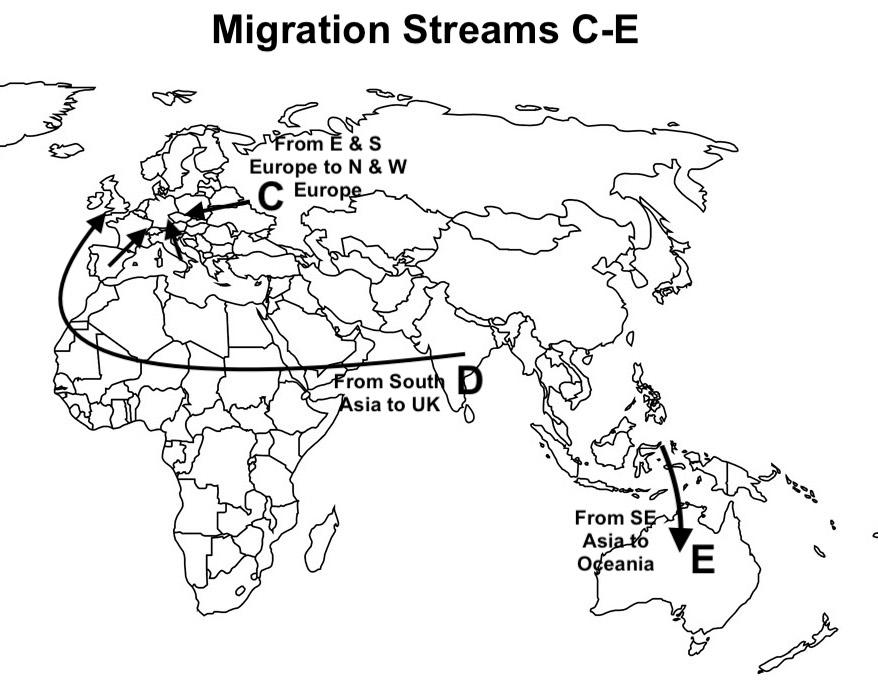 Migration Streams C-E
From E & S
Europe to N & W
C Europe
From South
Asia to UK
D
From SE
Asia to
Oceania
E